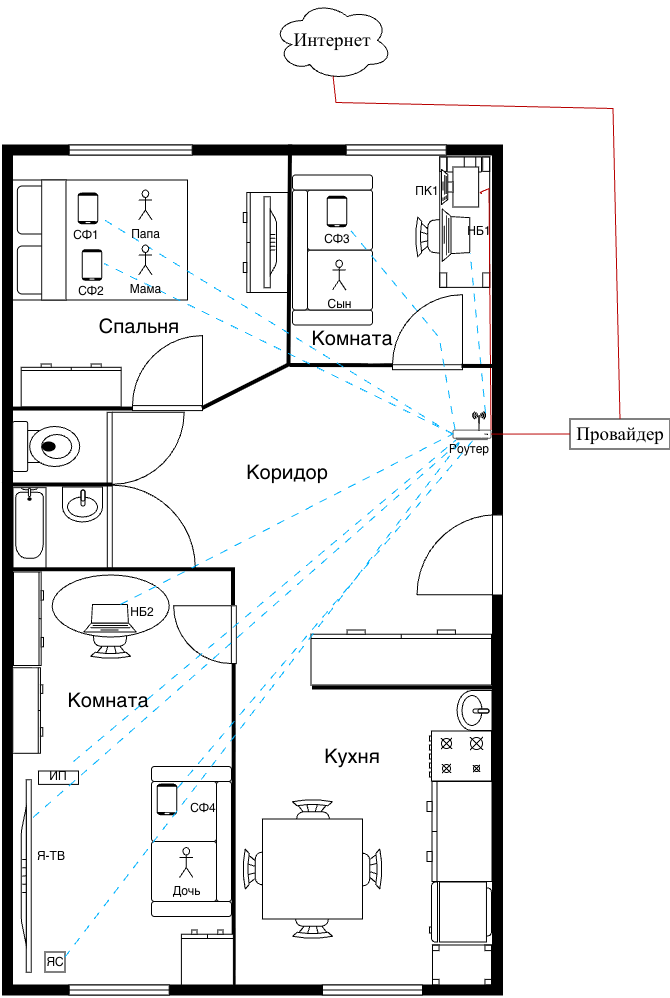 Интернет
ПК1
СФ1
Папа
СФ3
НБ1
СФ2
Мама
Сын
Спальня
Комната
Провайдер
Роутер
Коридор
НБ2
Комната
Кухня
ИП
СФ4
Я-ТВ
Дочь
ЯС